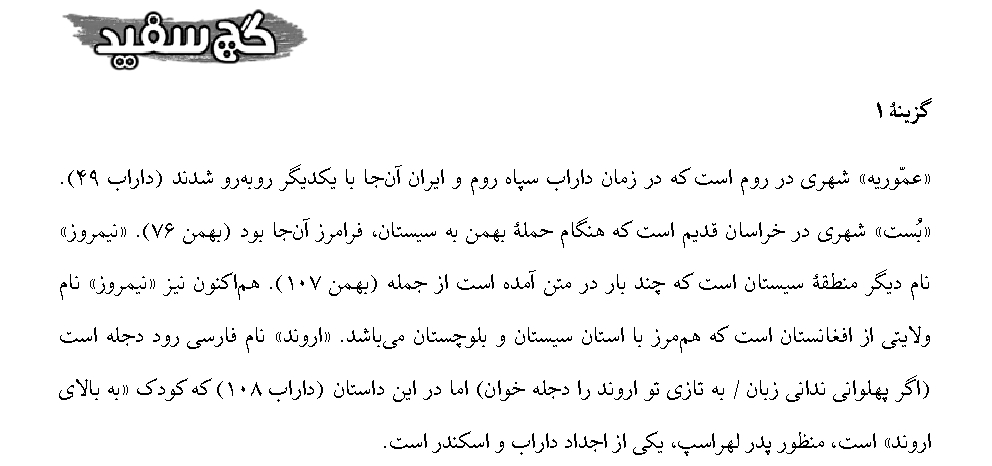 گچ سفید
گزینهٔ ۱
«عمّوریه» شهری در روم است که در زمان داراب سپاه روم و ایران آن‌جا با یکدیگر روبه‌رو شدند (داراب ۴۹).
«بُست» شهری در خراسان قدیم است که هنگام حملهٔ بهمن به سیستان، فرامرز آن‌جا بود (بهمن ۷۶). «نیمروز»
نام دیگر منطقهٔ سیستان است که چند بار در متن آمده است از جمله (بهمن ۱۰۷). هم‌اکنون نیز «نیمروز» نام
ولایتی از افغانستان است که هم‌مرز با استان سیستان و بلوچستان می‌باشد. «اروند» نام فارسی رود دجله است
(اگر پهلوانی ندانی زبان / به تازی تو اروند را دجله خوان) اما در این داستان (داراب ۱۰۸) که کودک «به بالای
اروند» است، منظور پدر لهراسپ، یکی از اجداد داراب و اسکندر است.